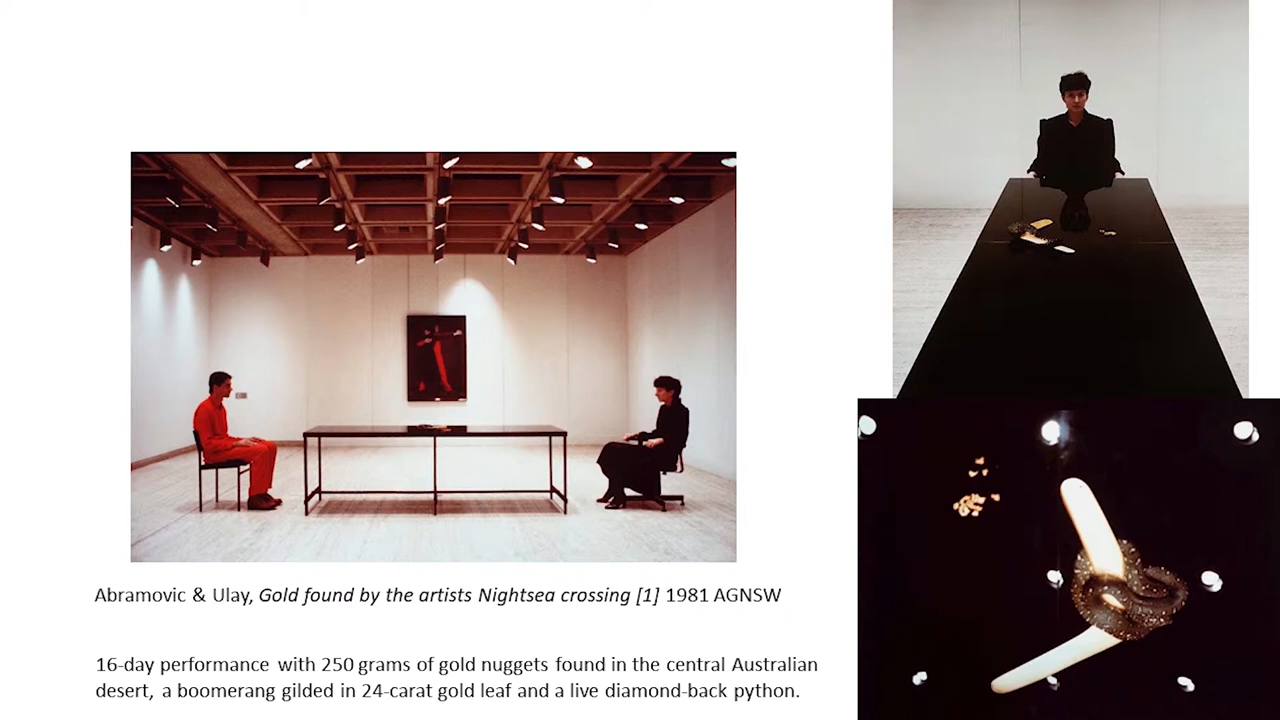 Abramovic & Ulay, Gold found by the artists Nightsea crossing [1] 1981 AGNSW
16-day performance with 250 grams of gold nuggets found in the central Australian
desert, a boomerang gilded in 24-carat gold leaf and a live diamond-back python.